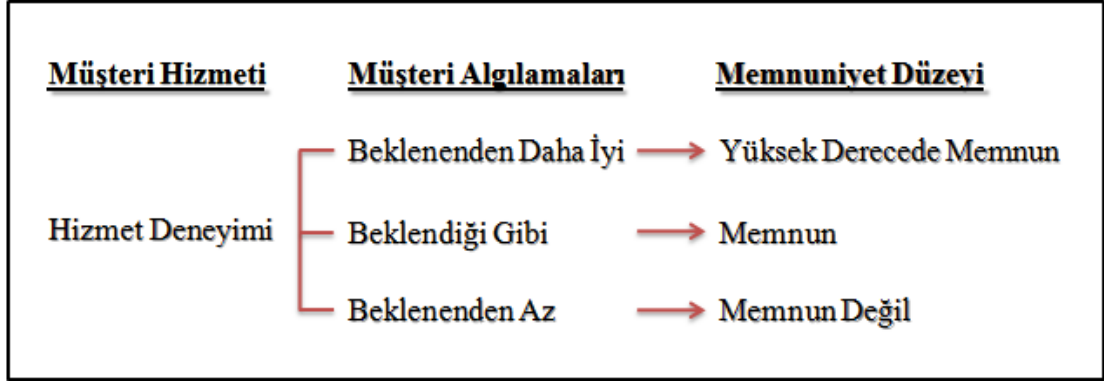 Müşteri Hizmeti Müşteri Algılamaları Memnuniyet Düzeyi
Beklenenden Daha İyi Yüksek Derecede Memnun
Hizmet Deneyimi Beklendiği Gibi Memnun
Beklenenden Az Memnun Değil